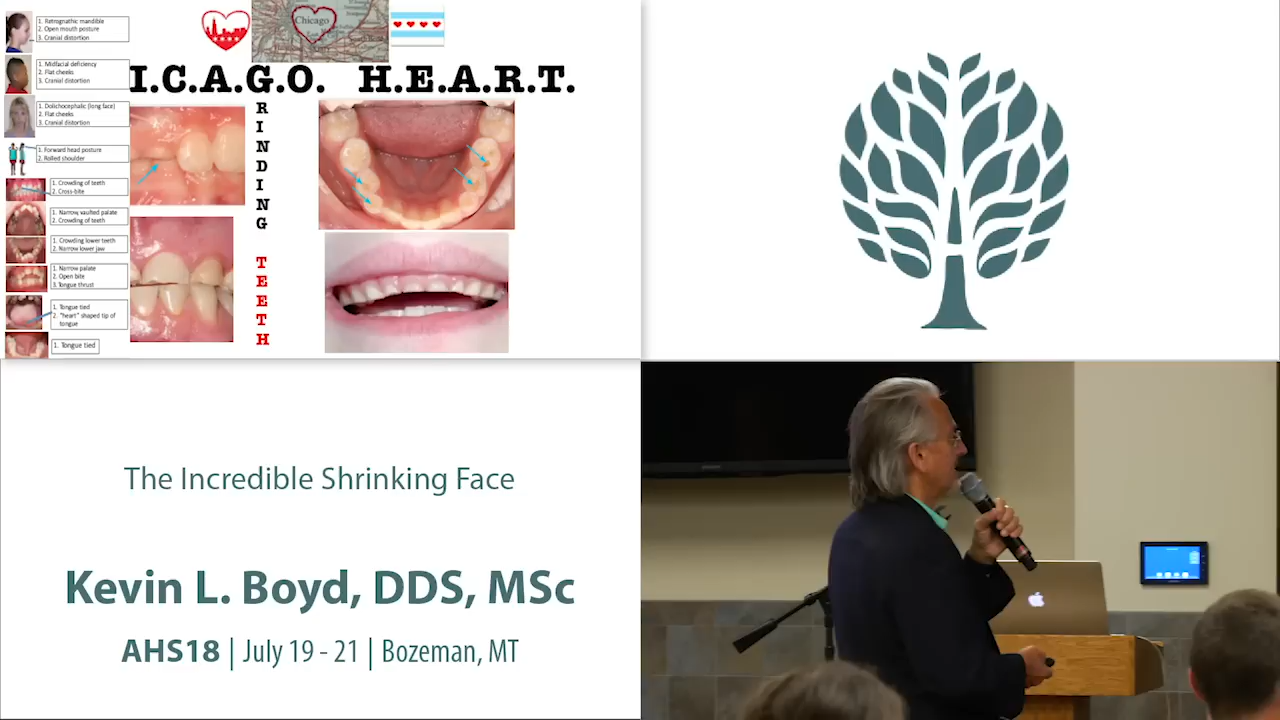 1. Retrognathic mandible
2. Open mouth posture
3. Cranial distortion
1. Midfacial deficiency
2. Flat cheeks
3. Cranial distortion
1. Dolichocephalic (long face)
2. Flat cheeks
3. Cranial distortion
1. Forward head posture
2. Rolled shoulder
1. Crowding of teeth
2. Cross-bite
1. Narrow, vaulted palate
2. Crowding of teeth
1. Crowding lower teeth
2. Narrow lower jaw
1. Narrow palate
2. Open bite
3. Tongue thrust
1. Tongue tied
2. "heart" shaped tip of
tongue
1. Tongue tied
Chicago
I.C.A.G.O. H.E.A.R.T.
R
I
N
D
I
N
G
T
E
E
T
H
The Incredible Shrinking Face
Kevin L. Boyd, DDS, MSc
AHS18 | July 19 - 21 | Bozeman, MT